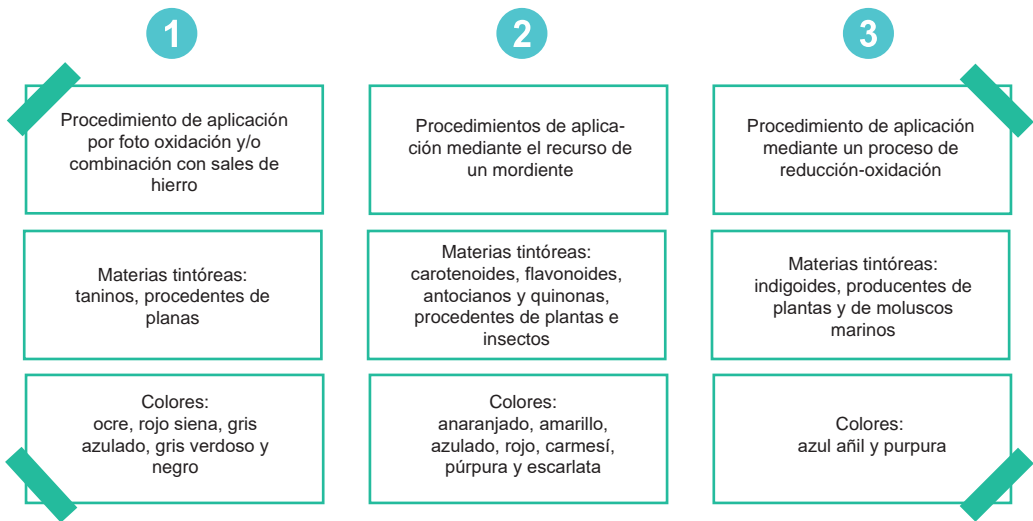 1
Procedimiento de aplicación
por foto oxidación y/o
combinación con sales de
hierro
Materias tintóreas:
taninos, procedentes de
planas
Colores:
ocre, rojo siena, gris
azulado, gris verdoso y
negro
2
Procedimientos de aplica-
ción mediante el recurso de
un mordiente
Materias tintóreas:
carotenoides, flavonoides,
antocianos y quinonas,
procedentes de plantas e
insectos
Colores:
anaranjado, amarillo,
azulado, rojo, carmesí,
púrpura y escarlata
3
Procedimiento de aplicación
mediante un proceso de
reducción-oxidación
Materias tintóreas:
indigoides, producentes de
plantas y de moluscos
marinos
Colores:
azul añil y purpura